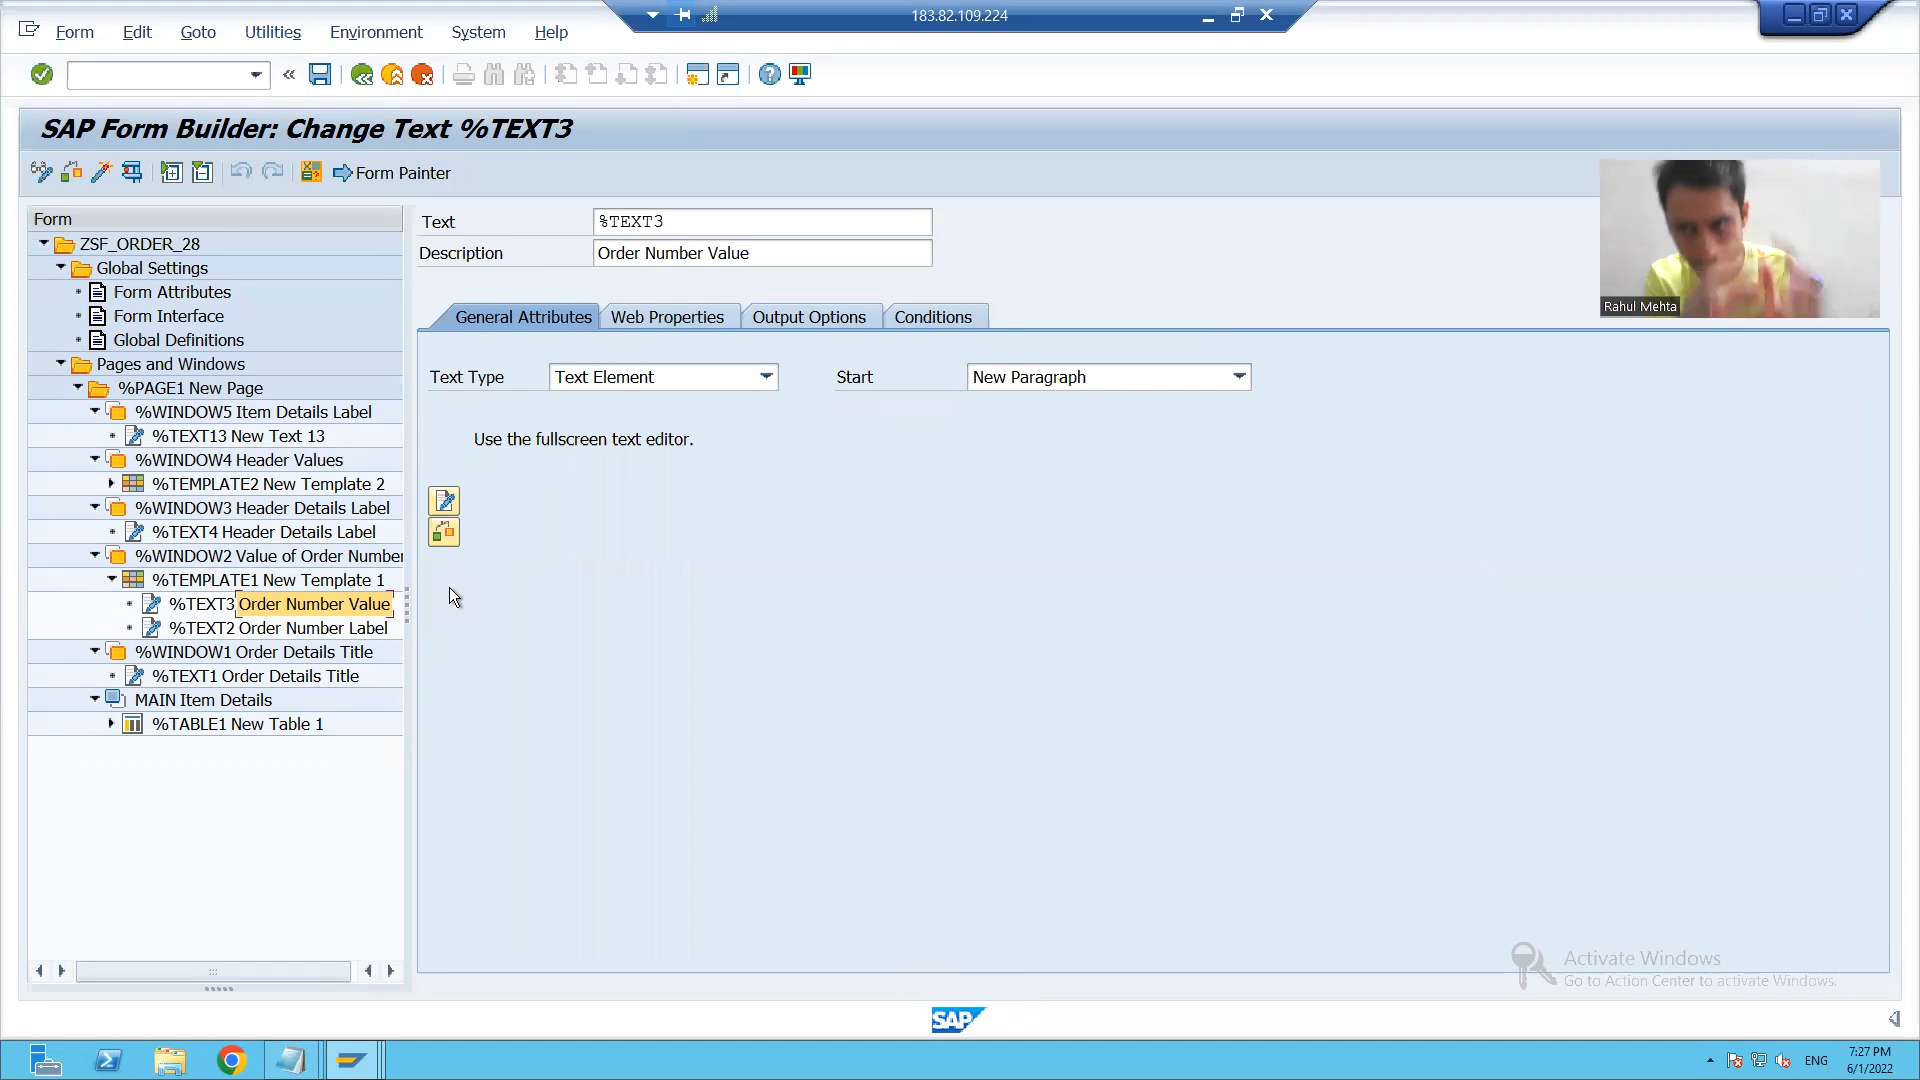 183.82.109.224
Form Edit Goto Utilities Environment System Help
SAP Form Builder: Change Text %TEXT3
Form Painter
Form
ZSF_ORDER_28
Global Settings
Form Attributes
Form Interface
Global Definitions
Pages and Windows
%PAGE1 New Page
%WINDOW5 Item Details Label
%TEXT13 New Text 13
%WINDOW4 Header Values
%TEMPLATE2 New Template 2
%WINDOW3 Header Details Label
%TEXT4 Header Details Label
%WINDOW2 Value of Order Number
%TEMPLATE1 New Template 1
%TEXT3 Order Number Value
%TEXT2 Order Number Label
%WINDOW1 Order Details Title
%TEXT1 Order Details Title
MAIN Item Details
%TABLE1 New Table 1
Text %TEXT3
Description Order Number Value
General Attributes Web Properties Output Options Conditions
Text Type Text Element Start New Paragraph
Use the fullscreen text editor.
Rahul Mehta
Activate Windows
Go to Action Center to activate Windows.
SAP
ENG
7:27 PM
6/1/2022